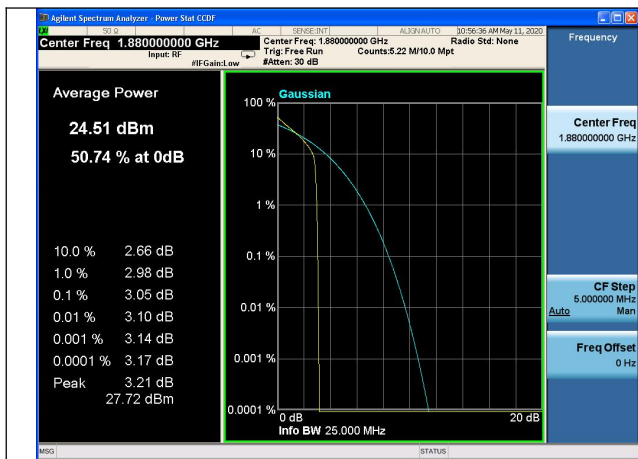 Agilent Spectrum Analyzer - Power Stat CCDF
50 Ω AC SENSE:INT ALIGN AUTO 10:56:36 AM May 11, 2020
Center Freq 1.880000000 GHz
Input: RF
#IFGain:Low
Center Freq: 1.880000000 GHz Radio Std: None
Trig: Free Run Counts:5.22 M/10.0 Mpt
#Atten: 30 dB
Average Power
24.51 dBm
50.74 % at 0dB
10.0 % 2.66 dB
1.0 % 2.98 dB
0.1 % 3.05 dB
0.01 % 3.10 dB
0.001 % 3.14 dB
0.0001 % 3.17 dB
Peak 3.21 dB
27.72 dBm
Gaussian
100 %
10 %
1 %
0.1 %
0.01 %
0.001 %
0.0001 %
0 dB 20 dB
Info BW 25.000 MHz
Frequency
Center Freq
1.880000000 GHz
CF Step
5.000000 MHz
Auto Man
Freq Offset
0 Hz
MSG STATUS